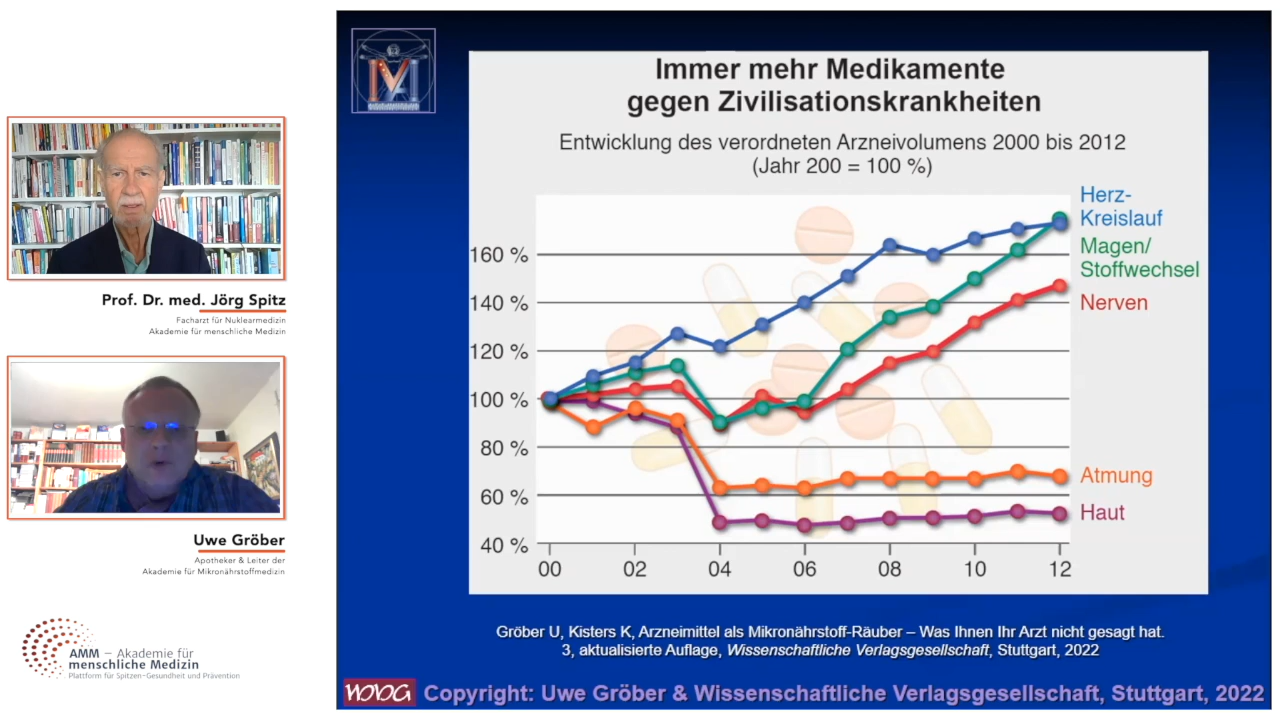 Prof. Dr. med. Jörg Spitz
Facharzt für Nuklearmedizin
Akademie für menschliche Medizin
Uwe Gröber
Apotheker & Leiter der
Akademie für Mikronährstoffmedizin
AMM – Akademie für
menschliche Medizin
Plattform für Spitzen-Gesundheit und Prävention
Immer mehr Medikamente
gegen Zivilisationskrankheiten
Entwicklung des verordneten Arzneivolumens 2000 bis 2012
(Jahr 200 = 100 %)
160 %
140 %
120 %
100 %
80 %
60 %
40 %
00 02 04 06 08 10 12
Herz-
Kreislauf
Magen/
Stoffwechsel
Nerven
Atmung
Haut
Gröber U, Kisters K, Arzneimittel als Mikronährstoff-Räuber – Was Ihnen Ihr Arzt nicht gesagt hat.
3, aktualisierte Auflage, Wissenschaftliche Verlagsgesellschaft, Stuttgart, 2022
Copyright: Uwe Gröber & Wissenschaftliche Verlagsgesellschaft, Stuttgart, 2022